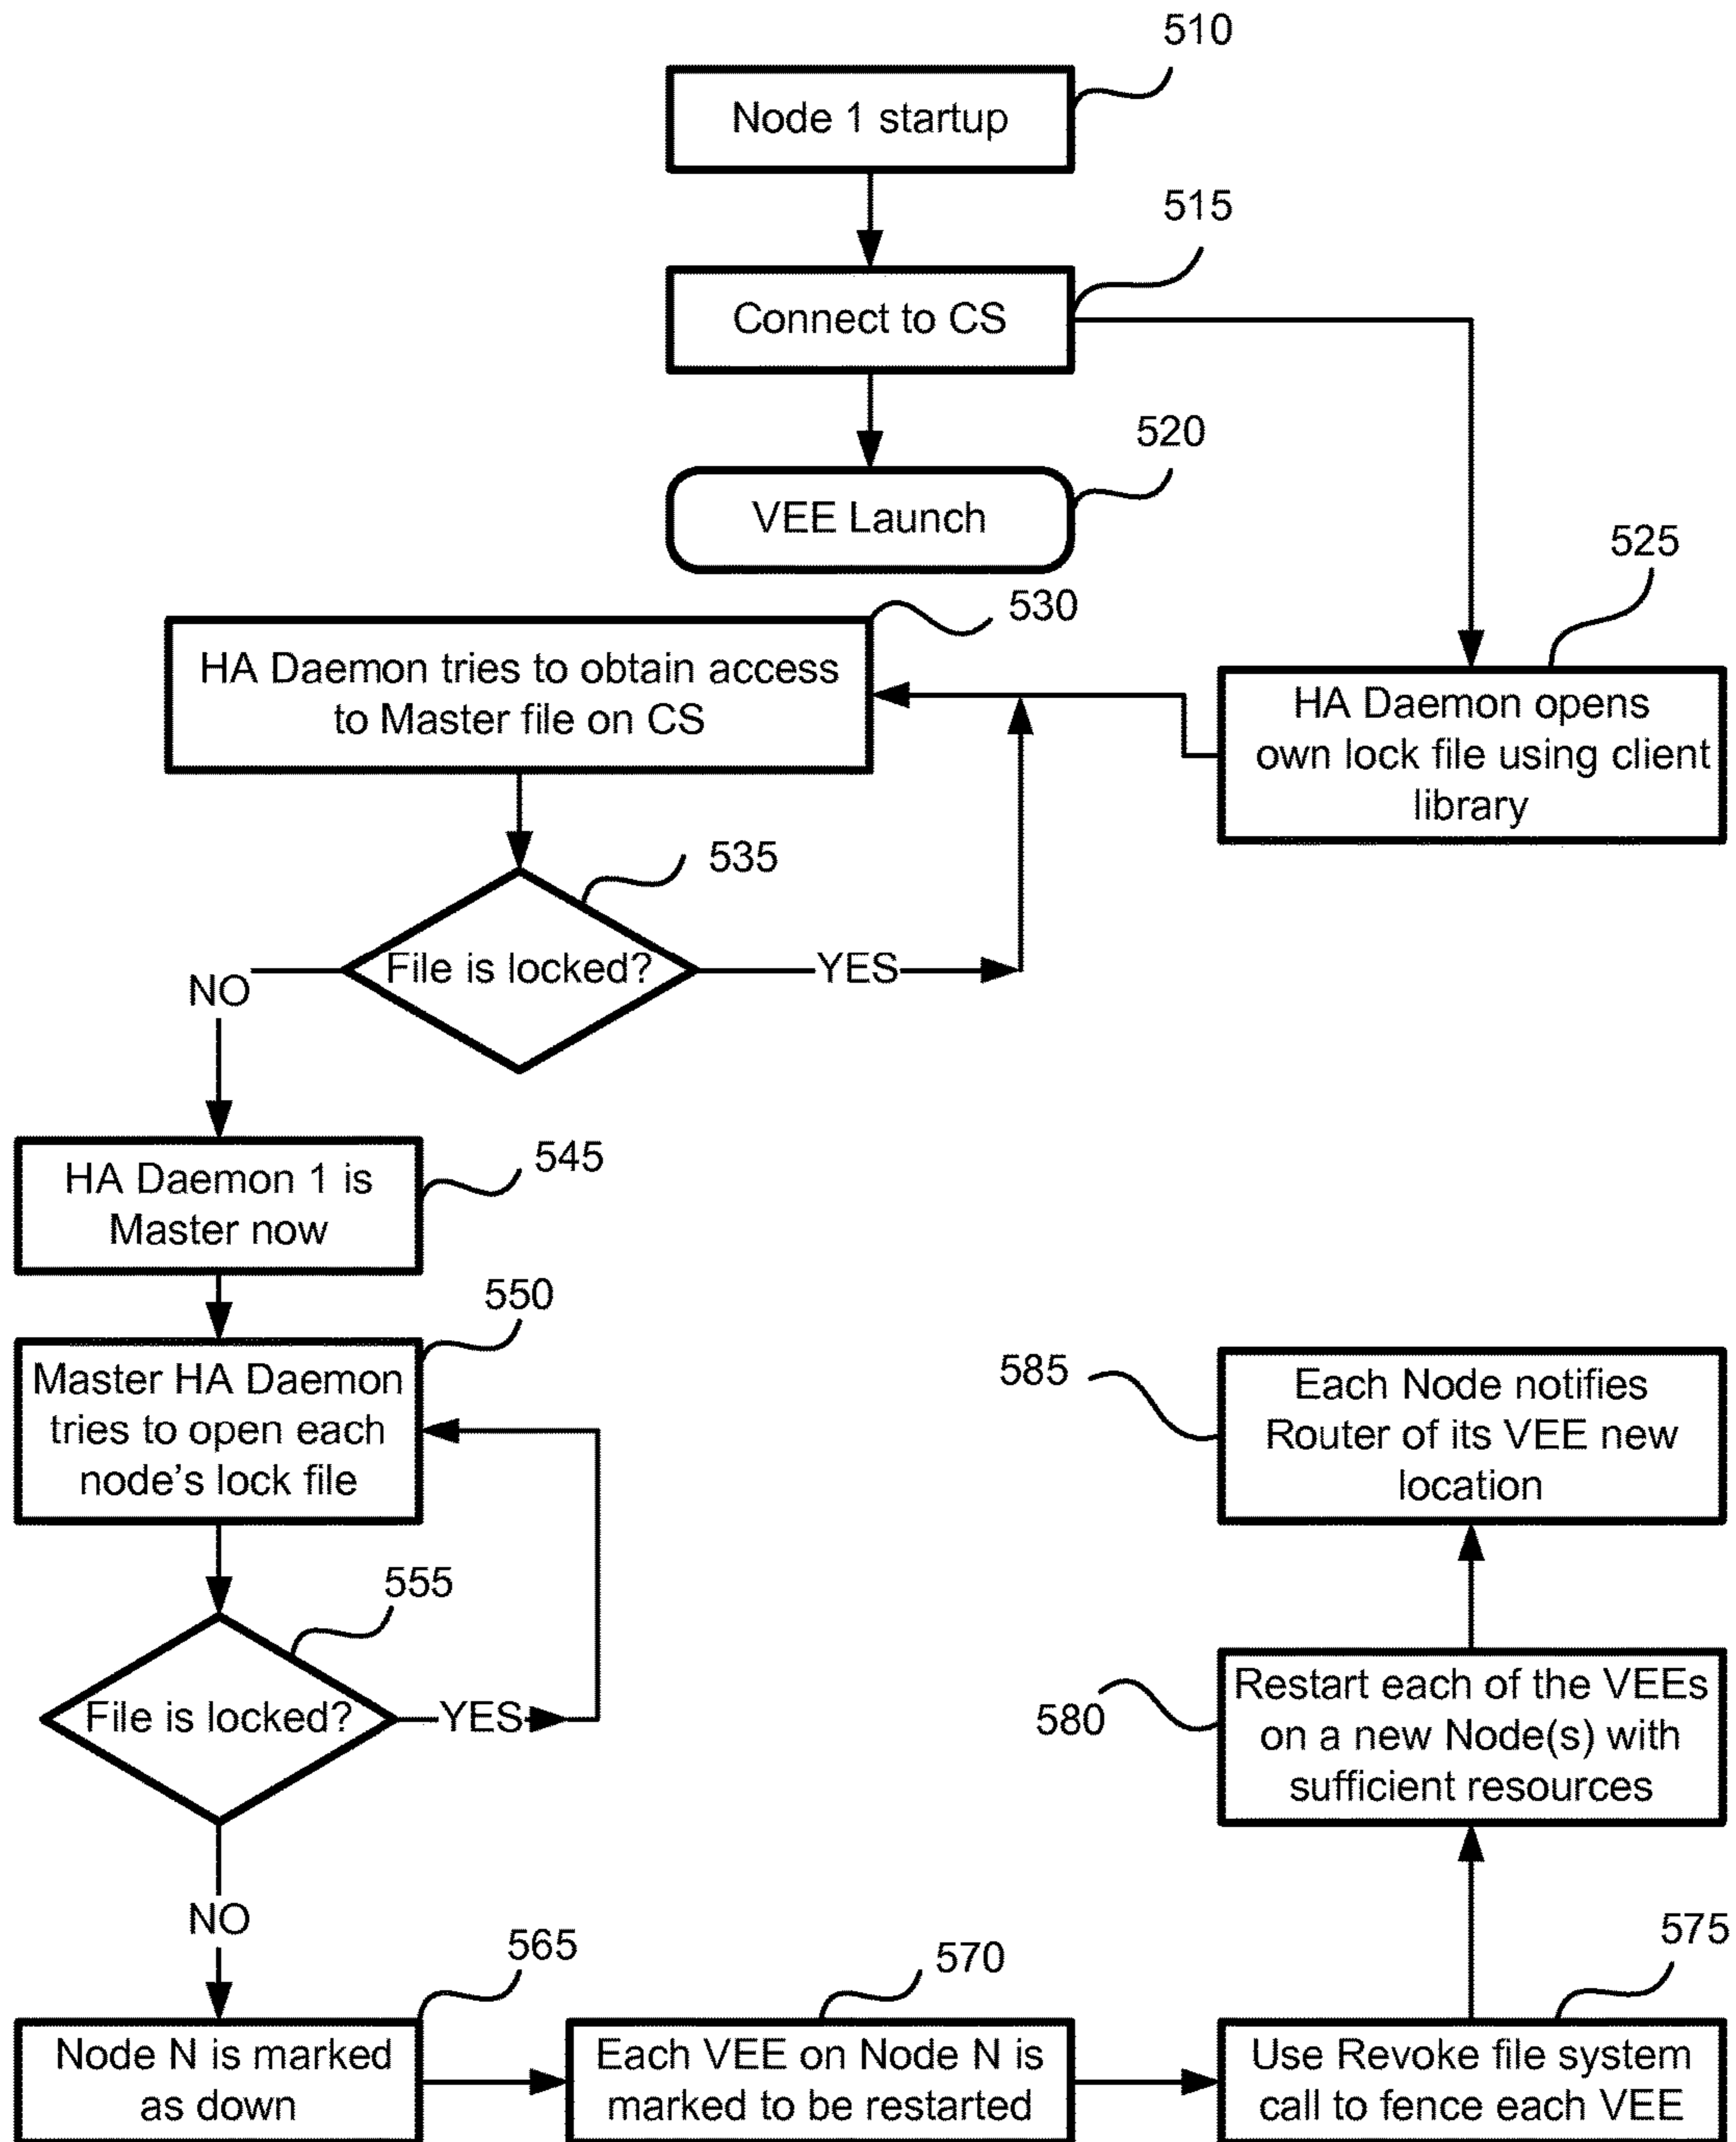 510
Node 1 startup
515
Connect to CS
520
VEE Launch
525
HA Daemon opens
own lock file using client
library
530
HA Daemon tries to obtain access
to Master file on CS
535
File is locked?
YES
NO
545
HA Daemon 1 is
Master now
550
Master HA Daemon
tries to open each
node's lock file
555
File is locked?
YES
NO
565
Node N is marked
as down
570
Each VEE on Node N is
marked to be restarted
575
Use Revoke file system
call to fence each VEE
580
Restart each of the VEEs
on a new Node(s) with
sufficient resources
585
Each Node notifies
Router of its VEE new
location